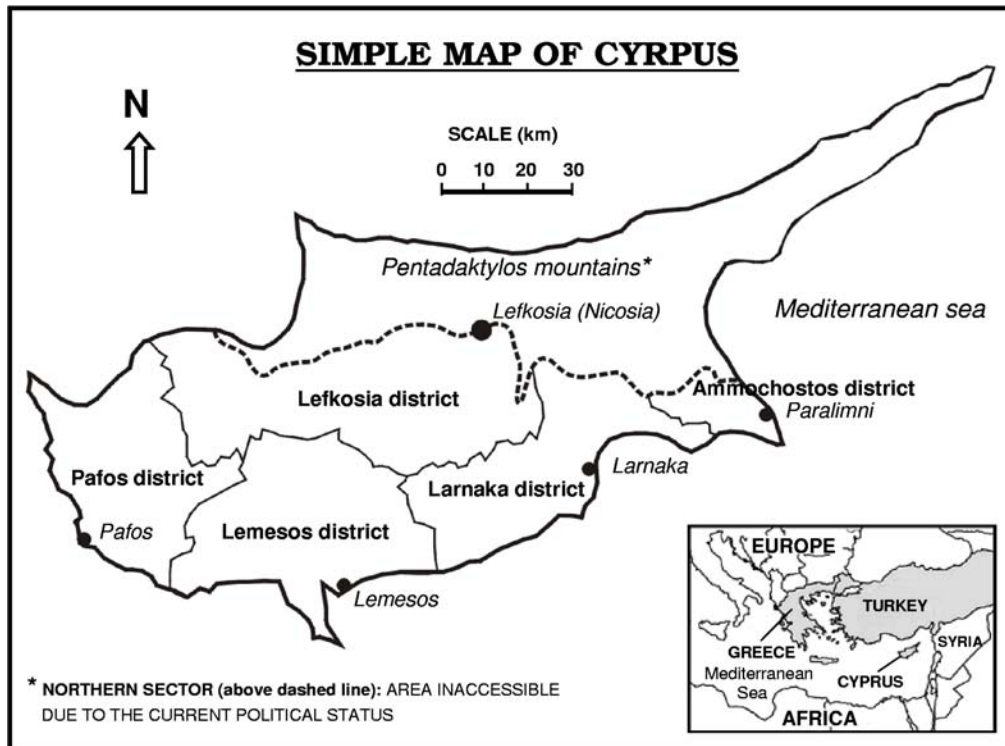 SIMPLE MAP OF CYRPUS
N
SCALE (km)
0 10 20 30
Pentadaktylos mountains*
Lefkosia (Nicosia)
Mediterranean sea
Lefkosia district
Ammochostos district
Paralimni
Larnaka
Pafos district
Larnaka district
Pafos
Lemesos district
Lemesos
EUROPE
TURKEY
GREECE
SYRIA
Mediterranean
Sea
CYPRUS
AFRICA
* NORTHERN SECTOR (above dashed line): AREA INACCESSIBLE
DUE TO THE CURRENT POLITICAL STATUS